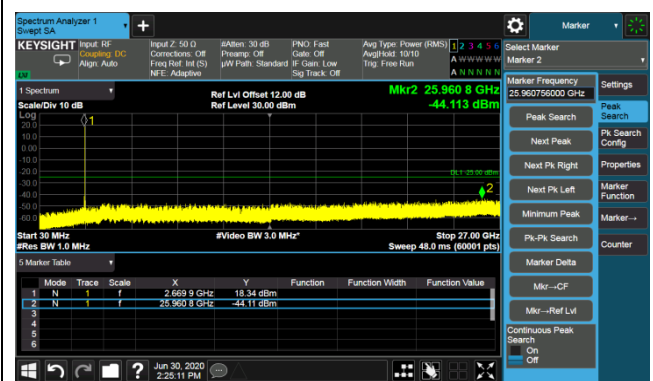 Spectrum Analyzer 1
Swept SA
Marker
KEYSIGHT
Input: RF
Coupling: DC
Align: Auto
Input Z: 50 Ω
Corrections: Off
Freq Ref: Int (S)
NFE: Adaptive
#Atten: 30 dB
Preamp: Off
µW Path: Standard
PNO: Fast
Gate: Off
IF Gain: Low
Sig Track: Off
Avg Type: Power (RMS)
Avg|Hold: 10/10
Trig: Free Run
1 2 3 4 5 6
A W W W W W
A N N N N N
LXI
1 Spectrum
Scale/Div 10 dB
Ref Lvl Offset 12.00 dB
Ref Level 30.00 dBm
Mkr2 25.960 8 GHz
-44.113 dBm
Log
20.0
10.0
0.00
-10.0
-20.0
-30.0
-40.0
-50.0
-60.0
1
DL1 -25.00 dBm
2
Start 30 MHz
#Res BW 1.0 MHz
#Video BW 3.0 MHz*
Stop 27.00 GHz
Sweep 48.0 ms (60001 pts)
5 Marker Table
Mode Trace Scale X Y Function Function Width Function Value
1 N 1 f 2.669 9 GHz 18.34 dBm
2 N 1 f 25.960 8 GHz -44.11 dBm
3
4
5
6
Jun 30, 2020
2:25:11 PM
Select Marker
Marker 2
Marker Frequency
25.960756000 GHz
Peak Search
Next Peak
Next Pk Right
Next Pk Left
Minimum Peak
Pk-Pk Search
Marker Delta
Mkr→CF
Mkr→Ref Lvl
Continuous Peak
Search
On
Off
Settings
Peak
Search
Pk Search
Config
Properties
Marker
Function
Marker→
Counter